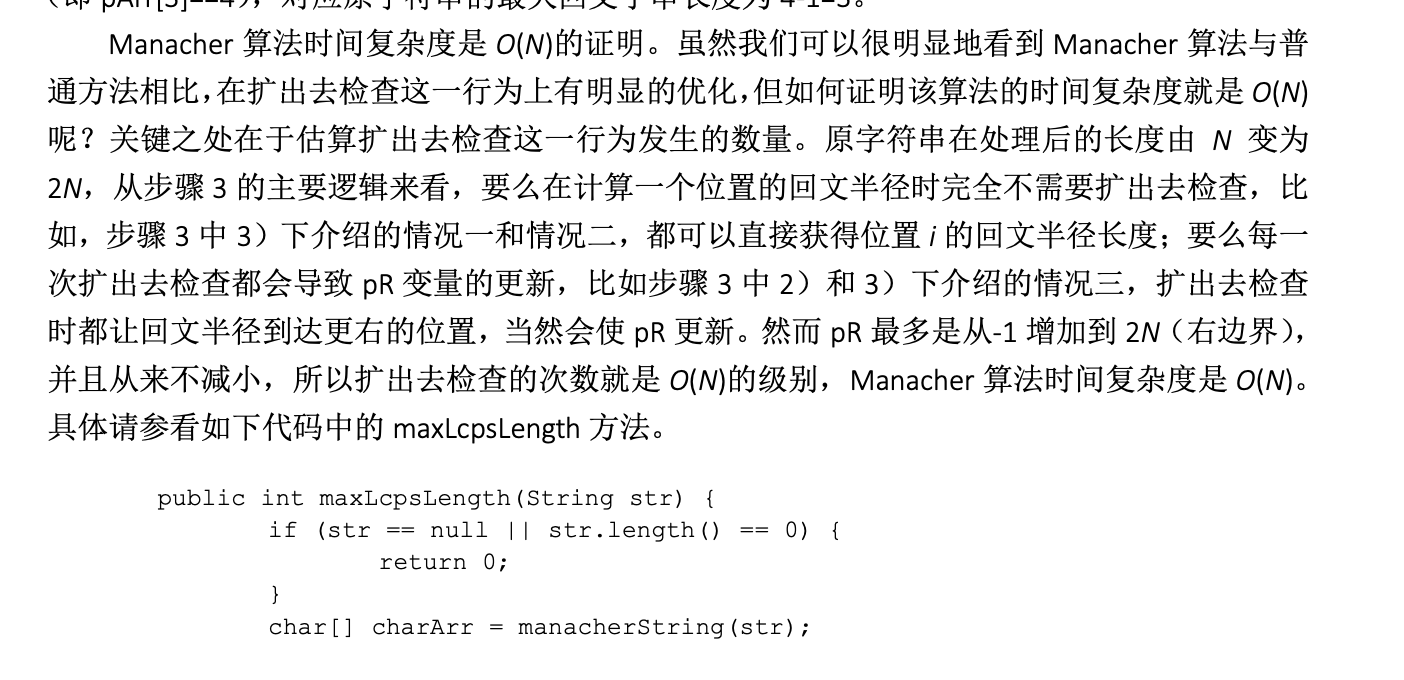 Manacher 算法时间复杂度是 O(N)的证明。虽然我们可以很明显地看到 Manacher 算法与普
通方法相比，在扩出去检查这一行为上有明显的优化，但如何证明该算法的时间复杂度就是 O(N)
呢？关键之处在于估算扩出去检查这一行为发生的数量。原字符串在处理后的长度由 N 变为
2N，从步骤 3 的主要逻辑来看，要么在计算一个位置的回文半径时完全不需要扩出去检查，比
如，步骤 3 中 3）下介绍的情况一和情况二，都可以直接获得位置 i 的回文半径长度；要么每一
次扩出去检查都会导致 pR 变量的更新，比如步骤 3 中 2）和 3）下介绍的情况三，扩出去检查
时都让回文半径到达更右的位置，当然会使 pR 更新。然而 pR 最多是从-1 增加到 2N（右边界），
并且从来不减小，所以扩出去检查的次数就是 O(N)的级别，Manacher 算法时间复杂度是 O(N)。
具体请参看如下代码中的 maxLcpsLength 方法。
public int maxLcpsLength(String str) {
if (str == null || str.length() == 0) {
return 0;
}
char[] charArr = manacherString(str);